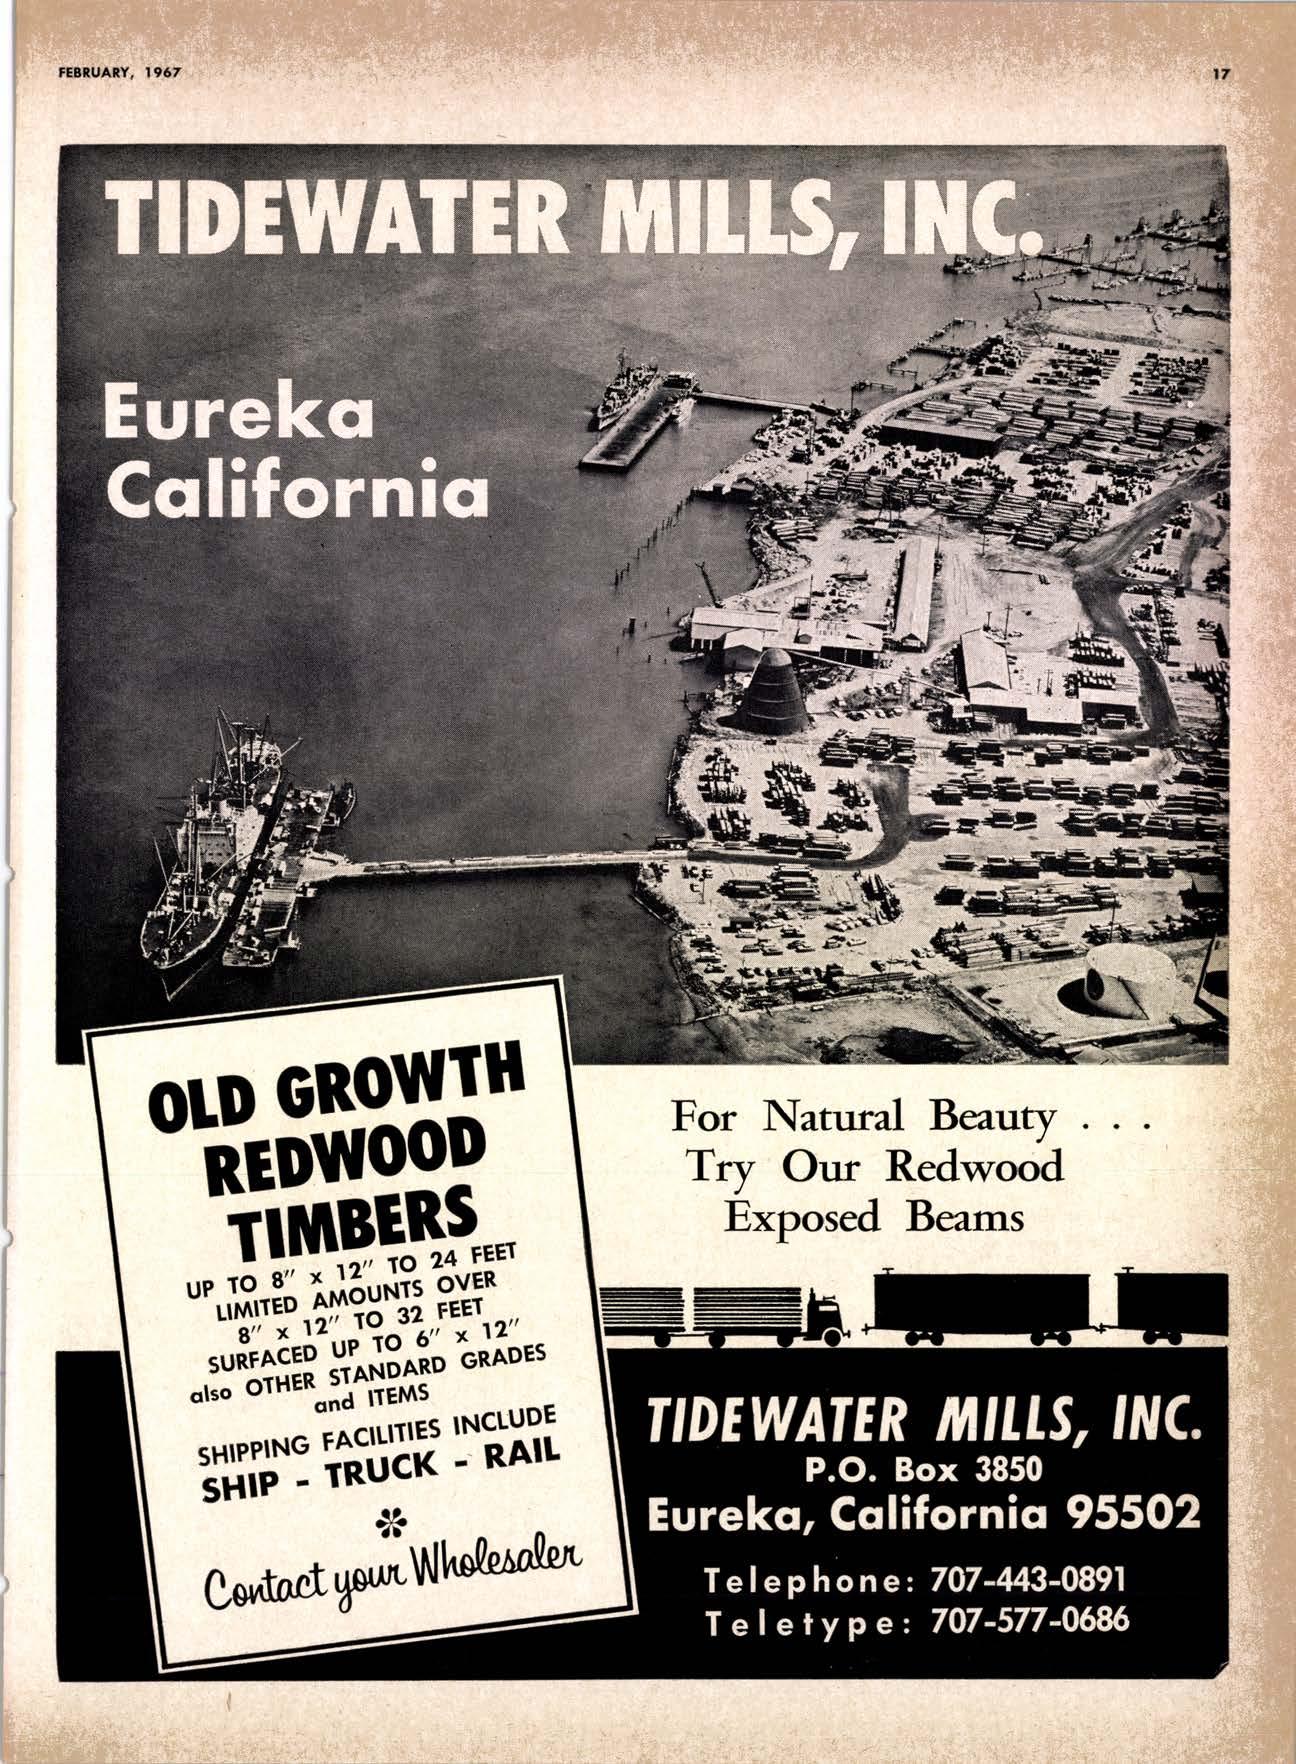 FEBRUARY, 1967
17
TIDEWATER MILLS, INC.
Eureka
California
OLD GROWTH
REDWOOD
TIMBERS
UP TO 8" x 12" TO 24 FEET
LIMITED AMOUNTS OVER
8" x 12" TO 32 FEET
SURFACED UP TO 6" x 12"
also OTHER STANDARD GRADES
and ITEMS
SHIPPING FACILITIES INCLUDE
SHIP - TRUCK - RAIL
Contact your Wholesaler
For Natural Beauty . . .
Try Our Redwood
Exposed Beams
TIDEWATER MILLS, INC.
P.O. Box 3850
Eureka, California 95502
Telephone: 707-443-0891
Teletype: 707-577-0686